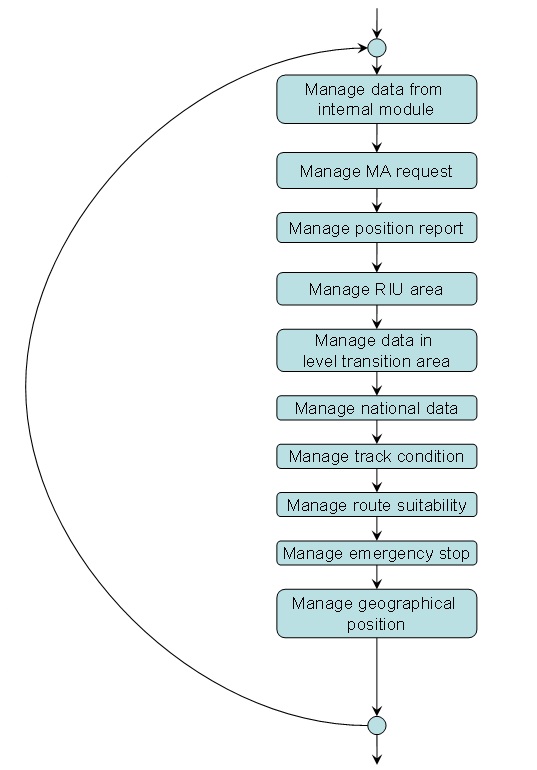 Manage data from
internal module
Manage MA request
Manage position report
Manage RIU area
Manage data in
level transition area
Manage national data
Manage track condition
Manage route suitability
Manage emergency stop
Manage geographical
position